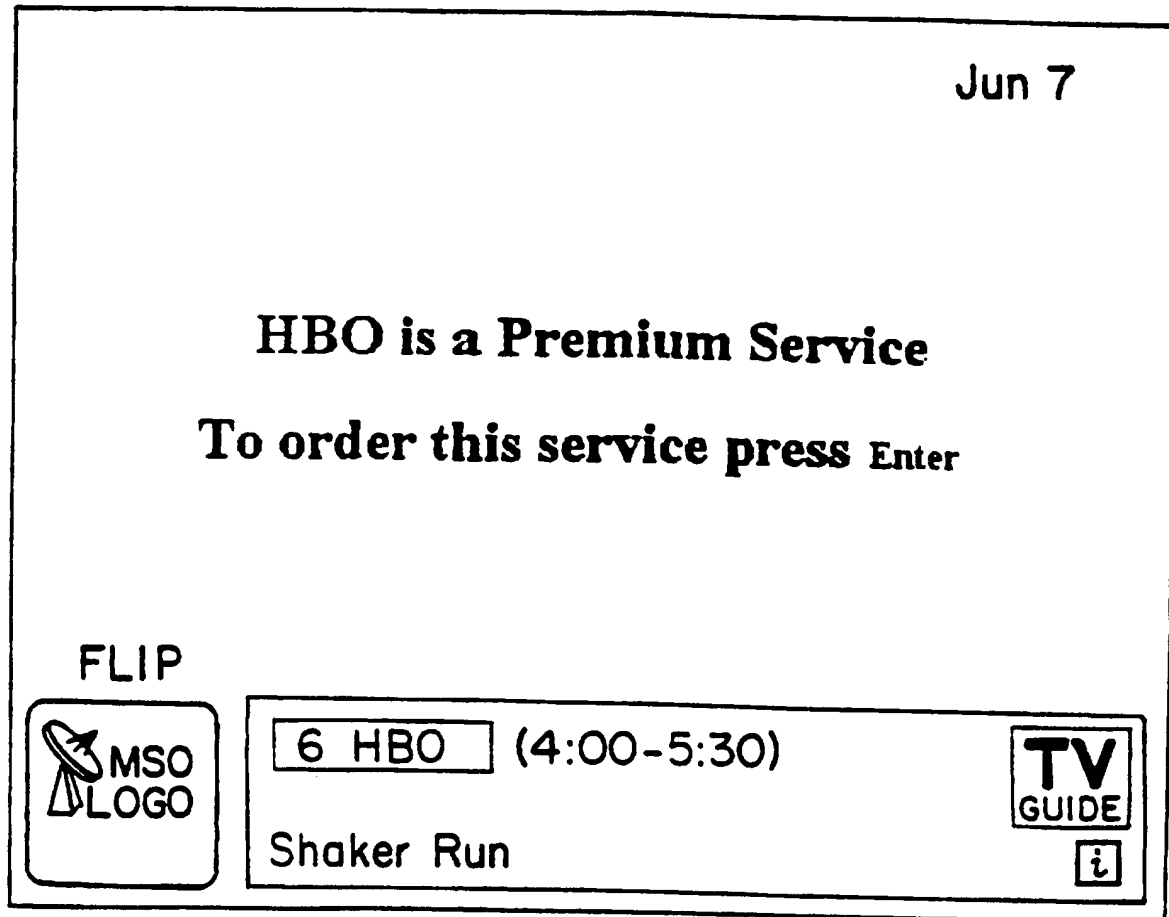 Jun 7
HBO is a Premium Service
To order this service press Enter
FLIP
MSO
LOGO
6 HBO (4:00-5:30)
TV
GUIDE
Shaker Run
i